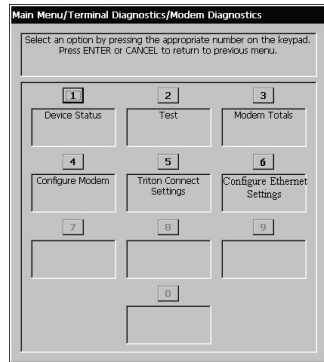 Main Menu/Terminal Diagnostics/Modem Diagnostics
Select an option by pressing the appropriate number on the keypad.
Press ENTER or CANCEL to return to previous menu.
1 2 3
Device Status Test Modem Totals
4 5 6
Configure Modem Triton Connect Configure Ethernet
Settings Settings
7 8 9
0